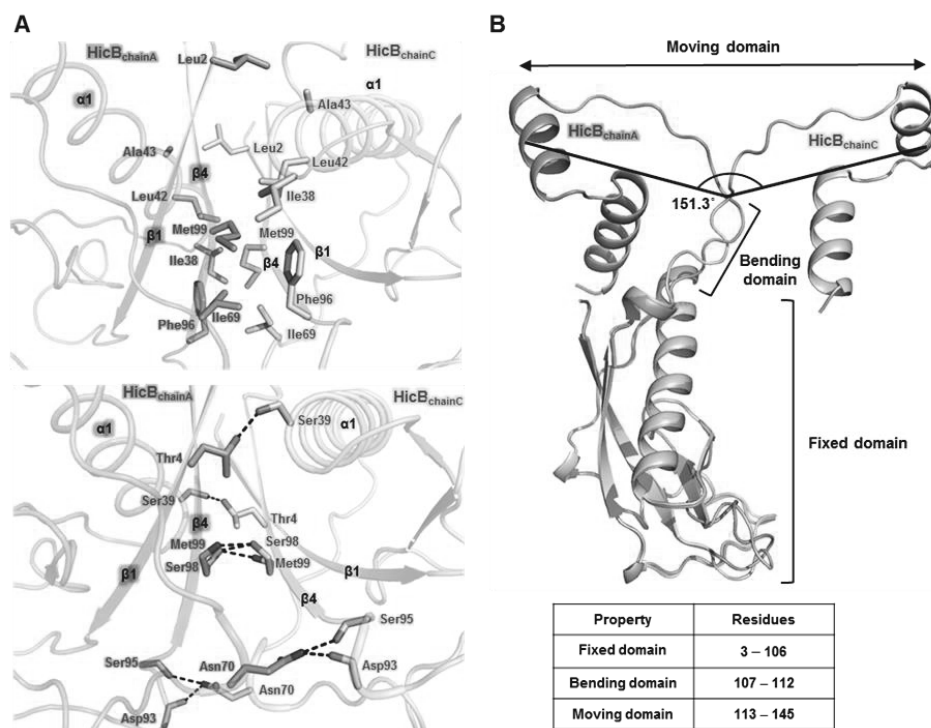 A
HicBchainA
HicBchainC
Leu2
α1
α1
Ala43
Ala43
Leu2
Leu42
β4
Leu42
Ile38
Met99
β1
β4
β1
Ile38
Phe96
Ile69
Phe96
Ile69
HicBchainA
HicBchainC
Ser39
α1
α1
Thr4
Ser39
Thr4
β4
Met99
Ser98
Ser98
Met99
β1
β1
β4
Ser95
Ser95
Asn70
Asp93
Asn70
Asp93
B
Moving domain
HicBchainA
HicBchainC
151.3°
Bending domain
Fixed domain
Property Residues
Fixed domain 3 – 106
Bending domain 107 – 112
Moving domain 113 – 145